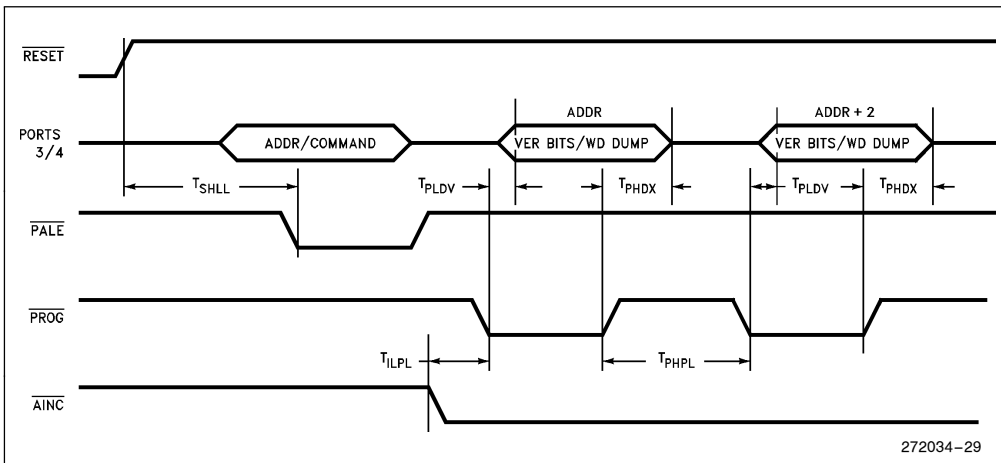 RESET
PORTS
3/4
ADDR/COMMAND
ADDR
VER BITS/WD DUMP
ADDR + 2
VER BITS/WD DUMP
TSHLL
TPLDV
TPHDX
TPLDV
TPHDX
PALE
PROG
TILPL
TPHPL
AINC
272034-29